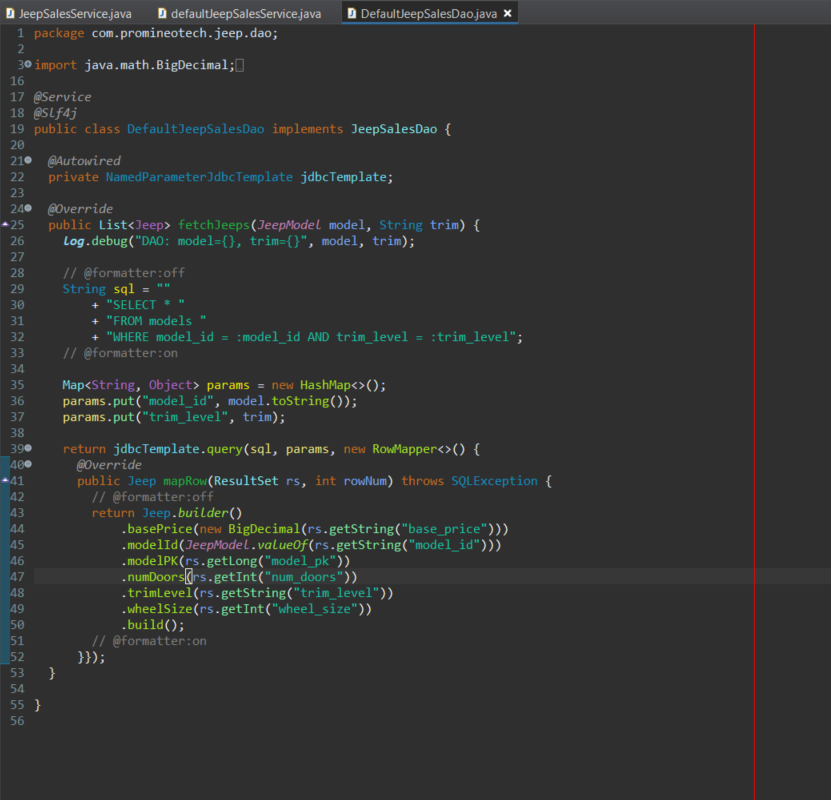 JeepSalesService.java defaultJeepSalesService.java DefaultJeepSalesDao.java
1 package com.promineotech.jeep.dao;
2
3 import java.math.BigDecimal;
16
17 @Service
18 @Slf4j
19 public class DefaultJeepSalesDao implements JeepSalesDao {
20
21 @Autowired
22 private NamedParameterJdbcTemplate jdbcTemplate;
23
24 @Override
25 public List<Jeep> fetchJeeps(JeepModel model, String trim) {
26 log.debug("DAO: model={}, trim={}", model, trim);
27
28 // @formatter:off
29 String sql = ""
30 + "SELECT * "
31 + "FROM models "
32 + "WHERE model_id = :model_id AND trim_level = :trim_level";
33 // @formatter:on
34
35 Map<String, Object> params = new HashMap<>();
36 params.put("model_id", model.toString());
37 params.put("trim_level", trim);
38
39 return jdbcTemplate.query(sql, params, new RowMapper<>() {
40 @Override
41 public Jeep mapRow(ResultSet rs, int rowNum) throws SQLException {
42 // @formatter:off
43 return Jeep.builder()
44 .basePrice(new BigDecimal(rs.getString("base_price")))
45 .modelId(JeepModel.valueOf(rs.getString("model_id")))
46 .modelPK(rs.getLong("model_pk"))
47 .numDoors(rs.getInt("num_doors"))
48 .trimLevel(rs.getString("trim_level"))
49 .wheelSize(rs.getInt("wheel_size"))
50 .build();
51 // @formatter:on
52 }});
53 }
54
55 }
56